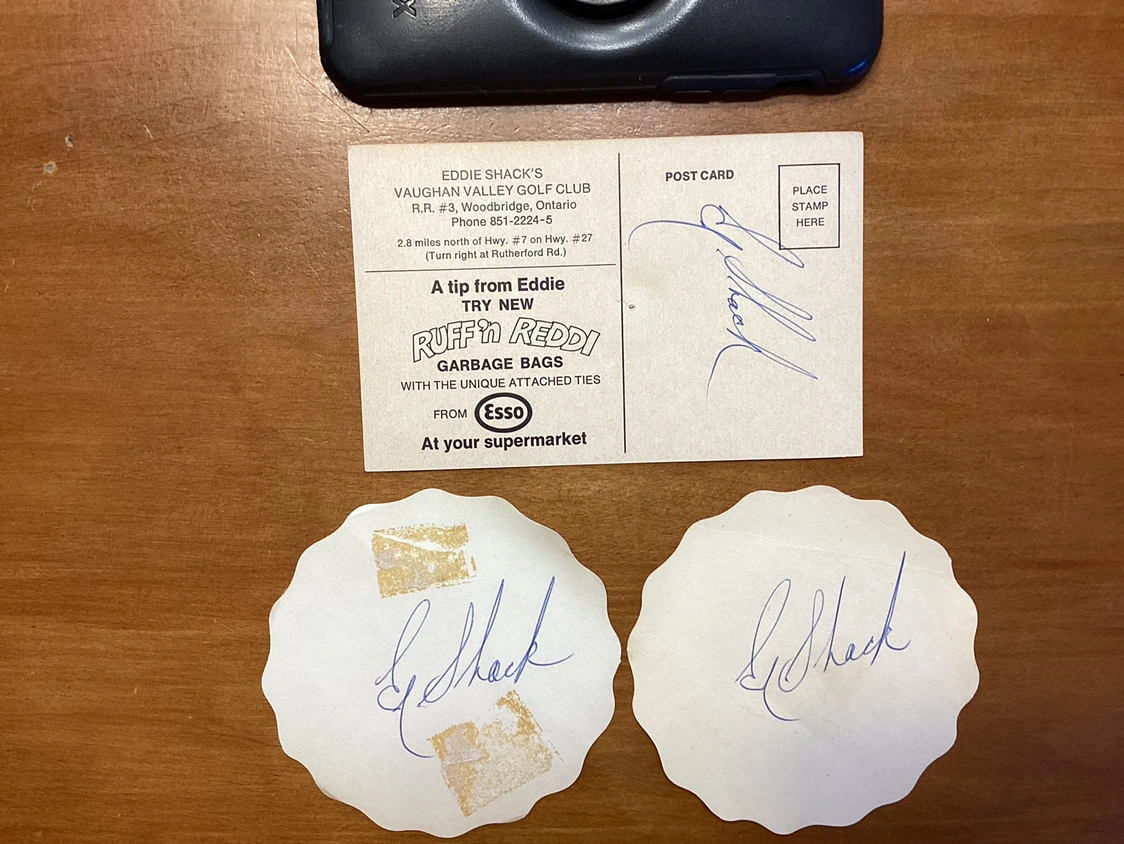 EDDIE SHACK'S
VAUGHAN VALLEY GOLF CLUB
R.R. #3, Woodbridge, Ontario
Phone 851-2224-5
2.8 miles north of Hwy. #7 on Hwy. #27
(Turn right at Rutherford Rd.)
A tip from Eddie
TRY NEW
RUFF 'n REDDI
GARBAGE BAGS
WITH THE UNIQUE ATTACHED TIES
FROM Esso
At your supermarket
POST CARD
PLACE
STAMP
HERE
E. Shack
E Shack
E Shack